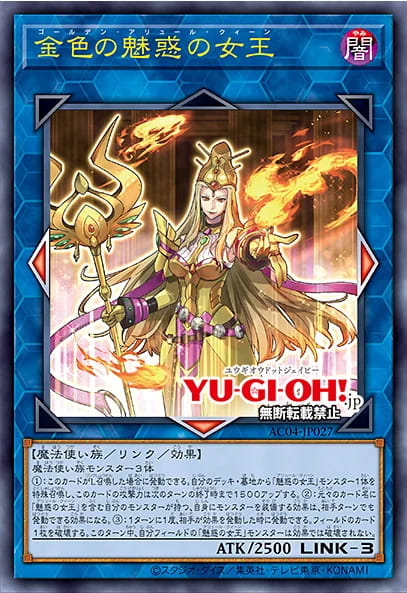 ゴールデン・アリュール・クィーン
金色の魅惑の女王
やみ
闇
ユウギオウドットジェイピー
YU-GI-OH!.jp
無断転載禁止
AC04-JP027
【魔法使い族／リンク／効果】
魔法使い族モンスター3体
①：このカードがL召喚した場合に発動できる。自分のデッキ・墓地から「魅惑の女王」モンスター1体を
特殊召喚し、このカードの攻撃力は次のターンの終了時まで1500アップする。②：元々のカード名に
「魅惑の女王」を含む自分のモンスターが持つ、自身にモンスターを装備する効果は、相手ターンでも
発動できる効果になる。③：1ターンに1度、相手が効果を発動した時に発動できる。フィールドのカード
1枚を破壊する。このターン中、自分フィールドの「魅惑の女王」モンスターは効果では破壊されない。
ATK/2500 LINK-3
©スタジオ・ダイス／集英社・テレビ東京・KONAMI